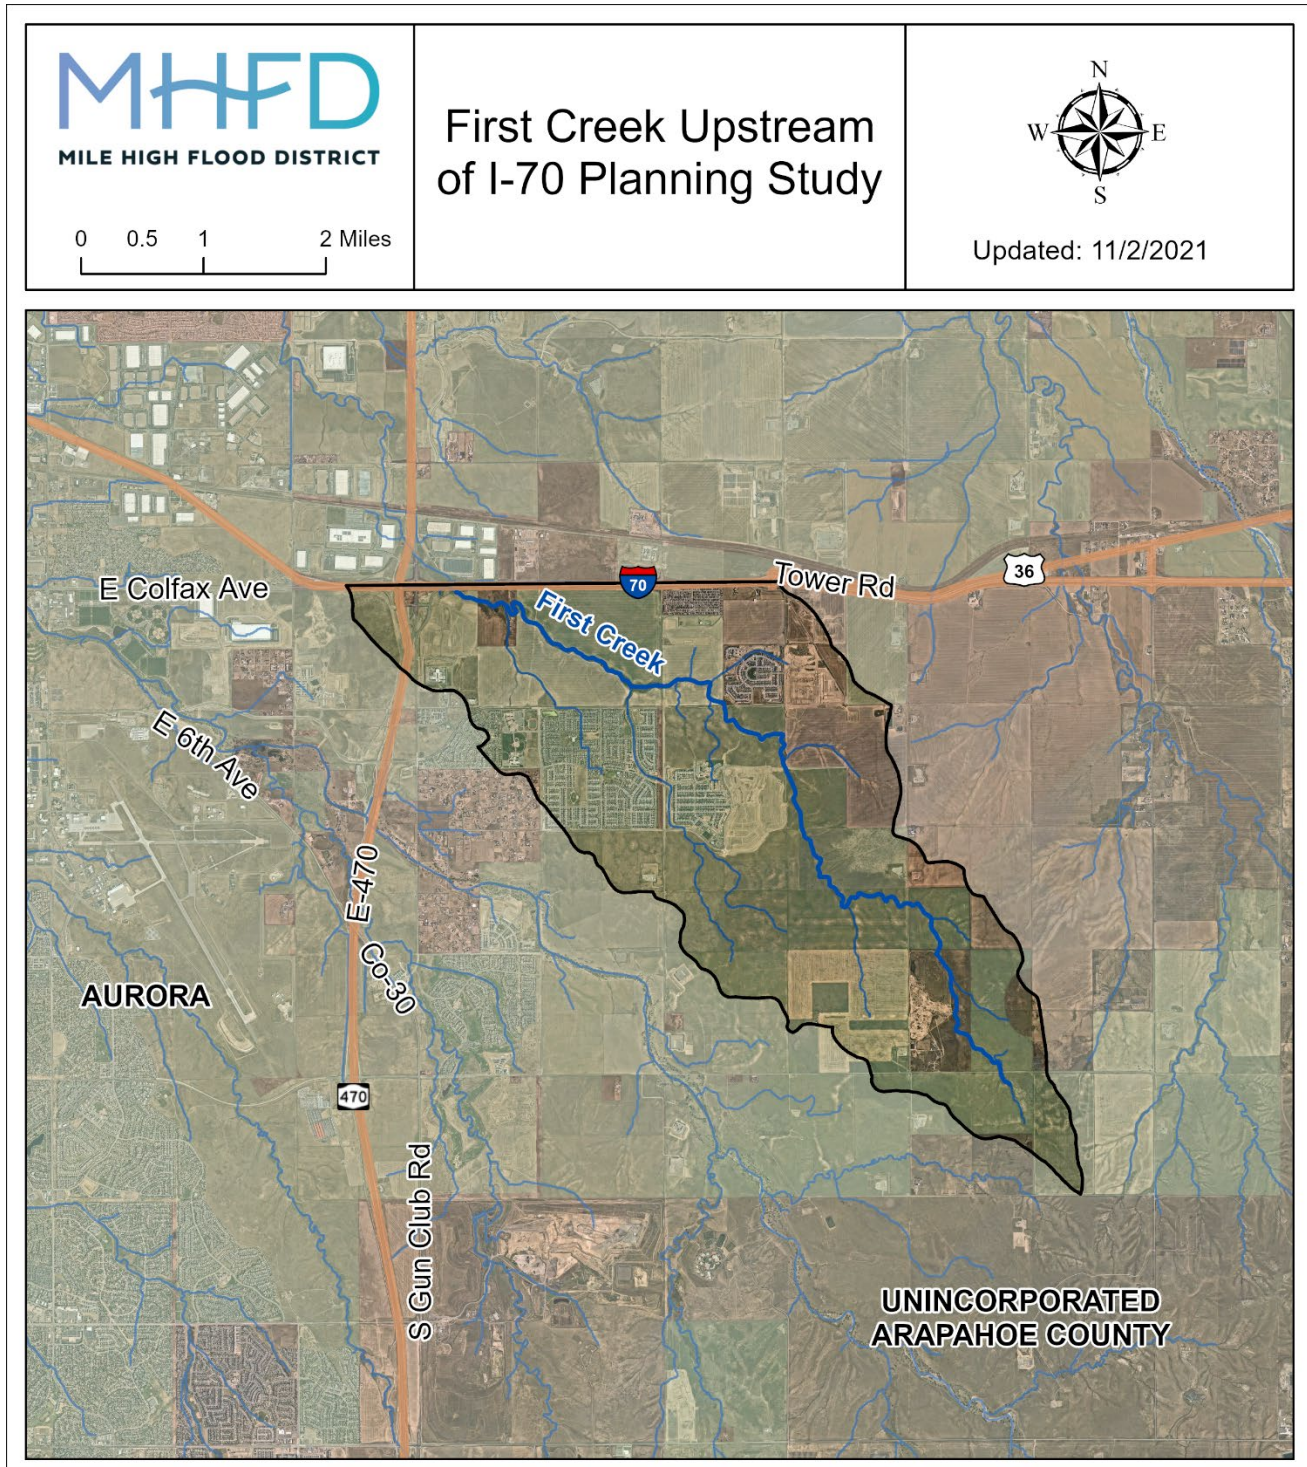 MHFD
MILE HIGH FLOOD DISTRICT
0 0.5 1 2 Miles
First Creek Upstream
of I-70 Planning Study
N
W E
S
Updated: 11/2/2021
E Colfax Ave
70
Tower Rd
36
First Creek
E 6th Ave
E-470
Co-30
AURORA
470
S Gun Club Rd
UNINCORPORATED
ARAPAHOE COUNTY